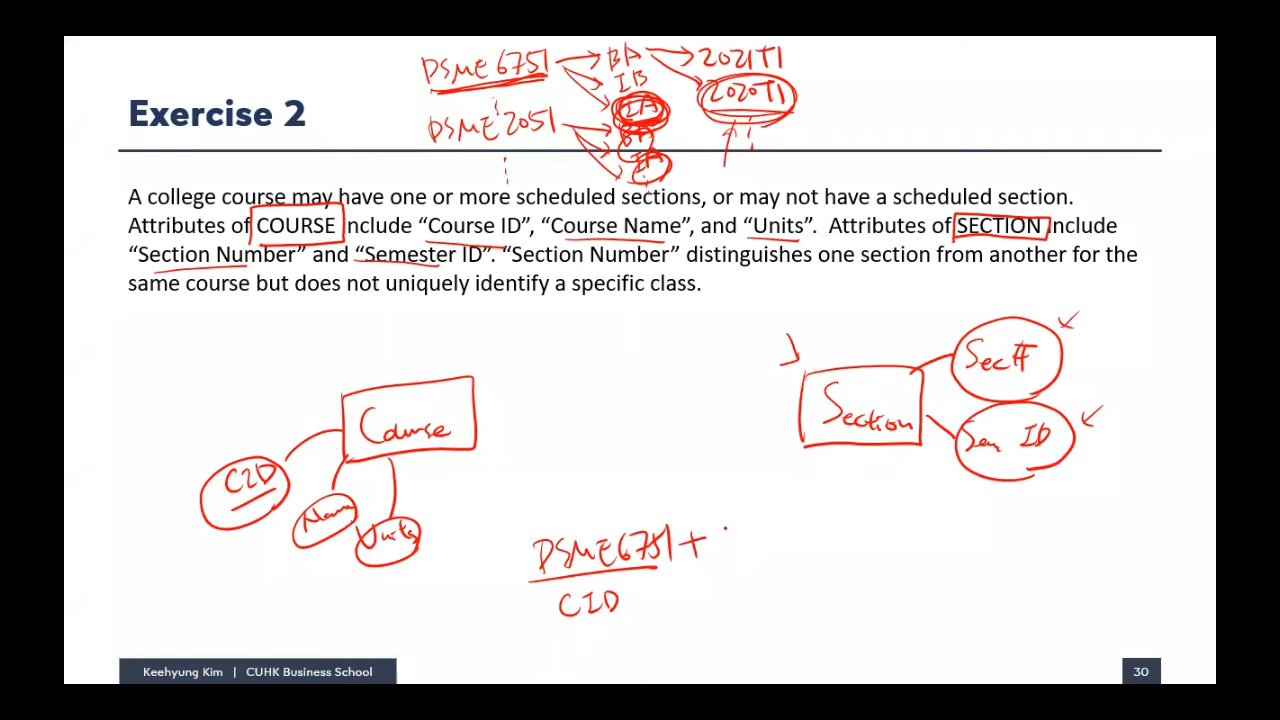 DSME 6751 BA 2021T1
IB
IA 2020T1
Exercise 2
DSME 2051 BA
IA
A college course may have one or more scheduled sections, or may not have a scheduled section.
Attributes of COURSE include “Course ID”, “Course Name”, and “Units”. Attributes of SECTION include
“Section Number” and “Semester ID”. “Section Number” distinguishes one section from another for the
same course but does not uniquely identify a specific class.
Sec#
Section
Course
Sem ID
CID
Name
Units
DSME6751 +
CID
Keehyung Kim | CUHK Business School
30